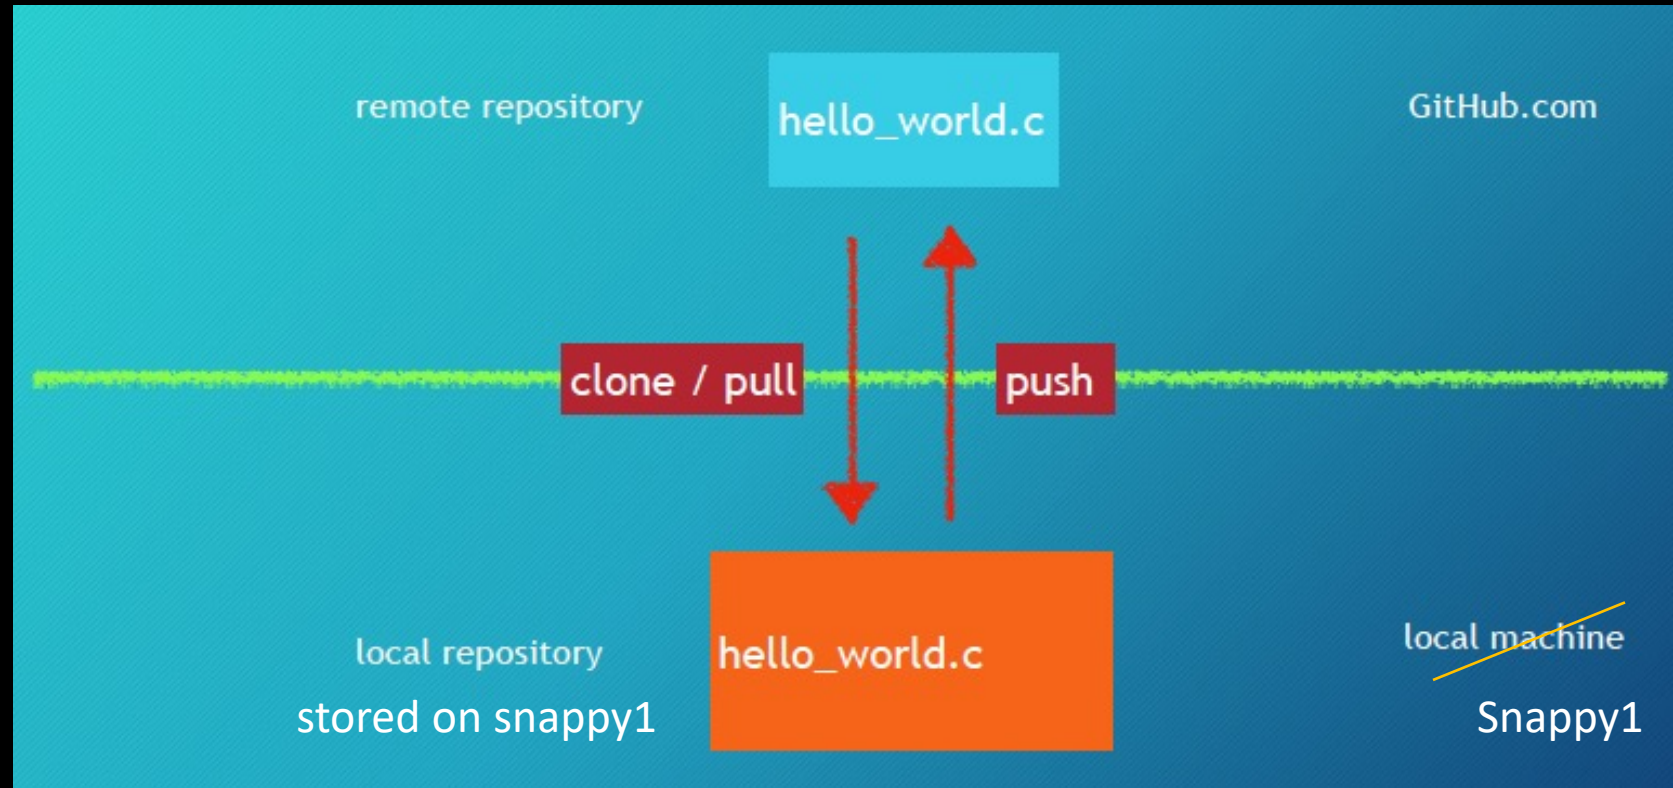 remote repository
hello_world.c
GitHub.com
clone / pull
push
local repository
stored on snappy1
hello_world.c
local machine
Snappy1